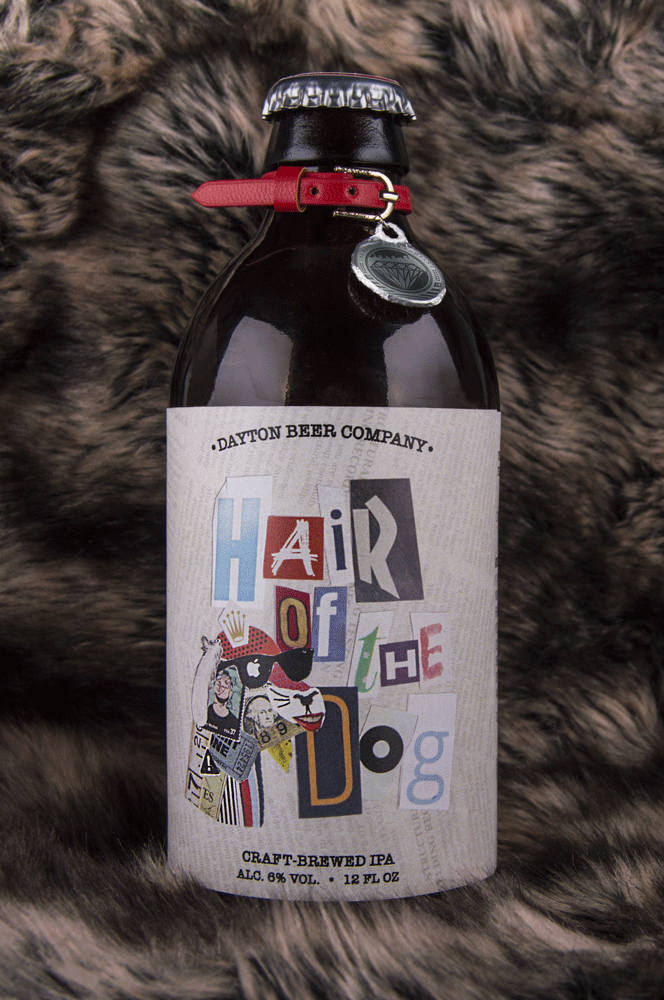 •DAYTON BEER COMPANY•
HAiR
of
tHE
Dog
CRAFT-BREWED IPA
ALC. 6% VOL. • 12 FL OZ